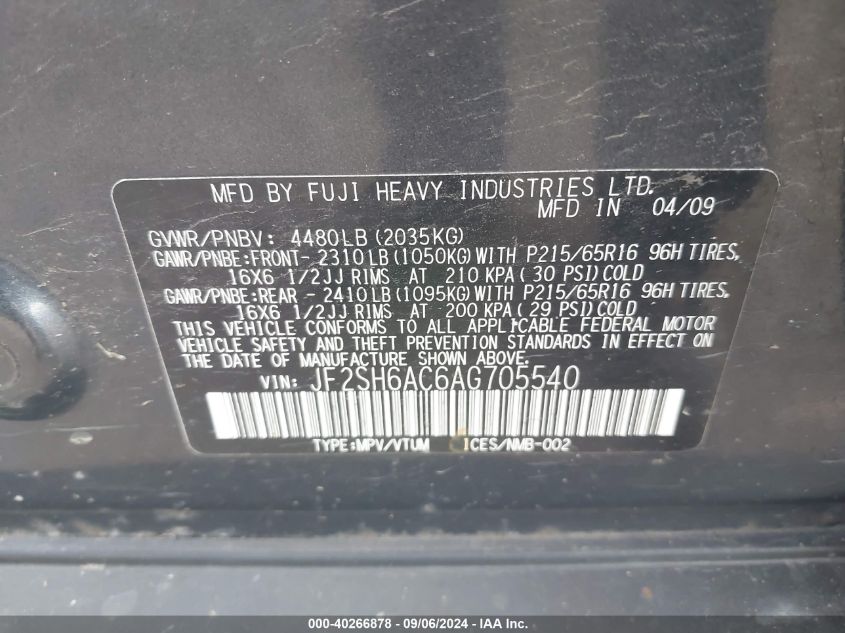 MFD BY FUJI HEAVY INDUSTRIES LTD.
MFD IN 04/09
GVWR/PNBV: 4480LB (2035KG)
GAWR/PNBE:FRONT- 2310LB (1050KG) WITH P215/65R16 96H TIRES,
16X6 1/2JJ RIMS AT 210 KPA ( 30 PSI) COLD
GAWR/PNBE:REAR - 2410LB (1095KG) WITH P215/65R16 96H TIRES,
16X6 1/2JJ RIMS AT 200 KPA ( 29 PSI) COLD
THIS VEHICLE CONFORMS TO ALL APPLICABLE FEDERAL MOTOR
VEHICLE SAFETY AND THEFT PREVENTION STANDARDS IN EFFECT ON
THE DATE OF MANUFACTURE SHOWN ABOVE.
VIN: JF2SH6AC6AG705540
TYPE:MPV/VTUM ICES/NMB-002
000-40266878 - 09/06/2024 - IAA Inc.